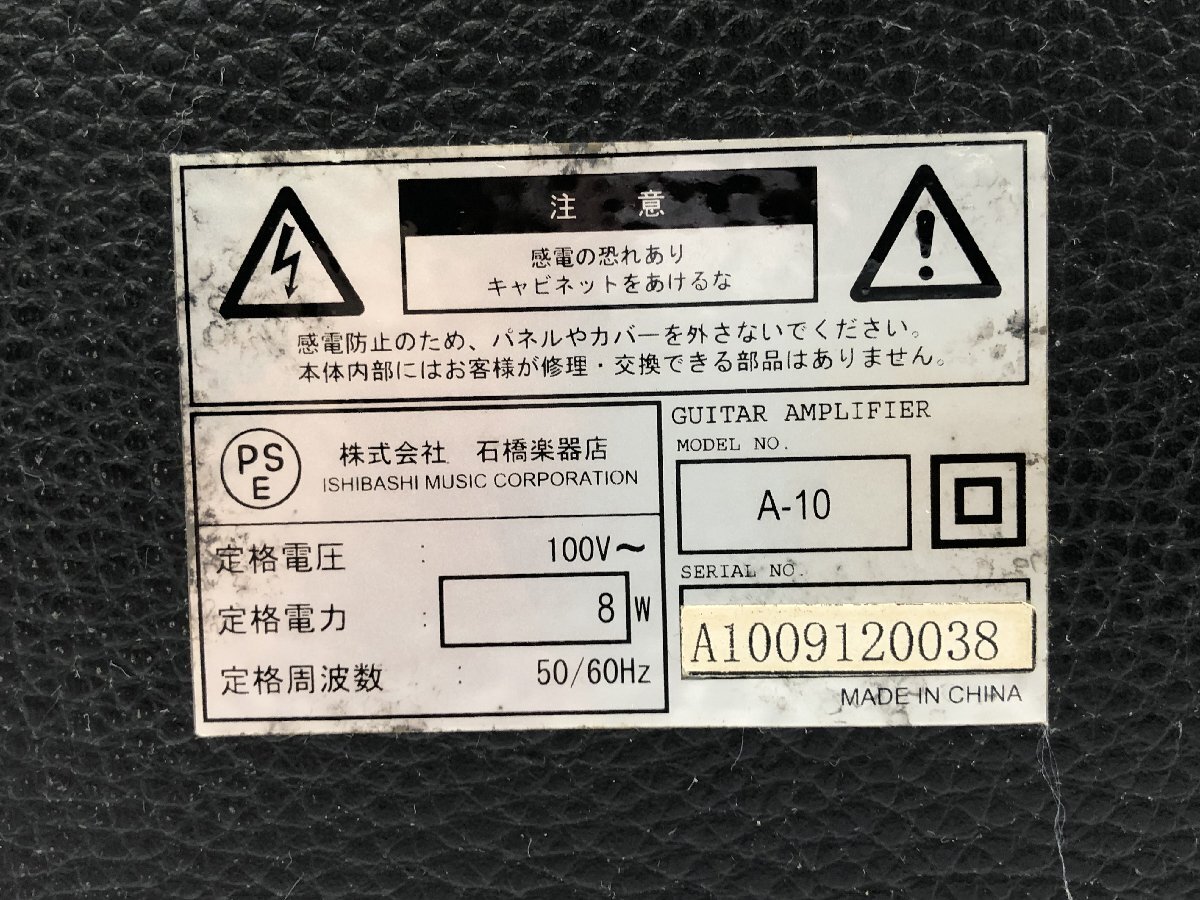 注 意
感電の恐れあり
キャビネットをあけるな
感電防止のため、パネルやカバーを外さないでください。
本体内部にはお客様が修理・交換できる部品はありません。
PS
E
株式会社 石橋楽器店
ISHIBASHI MUSIC CORPORATION
定格電圧 : 100V～
定格電力 : 8 W
定格周波数 : 50/60Hz
GUITAR AMPLIFIER
MODEL NO.
A-10
SERIAL NO.
A1009120038
MADE IN CHINA